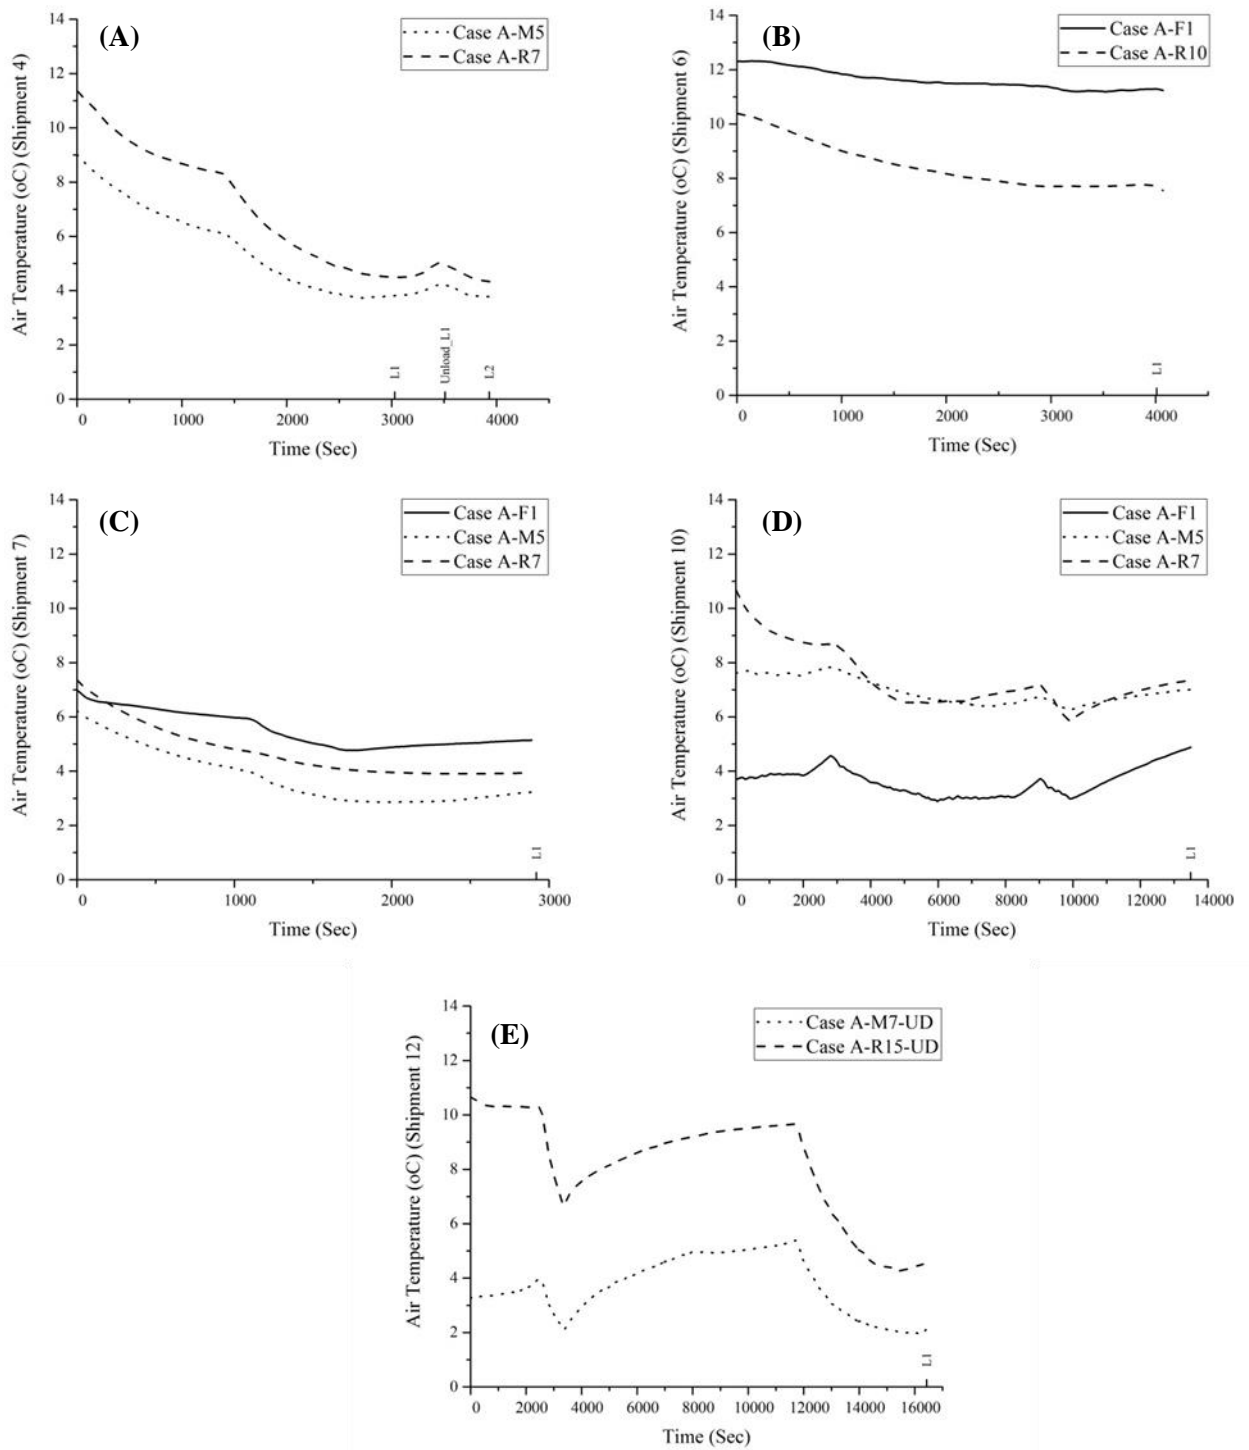 (A)
Case A-M5
Case A-R7
Air Temperature (oC) (Shipment 4)
14
12
10
8
6
4
2
0
L1
Unload_L1
L2
0 1000 2000 3000 4000
Time (Sec)
(B)
Case A-F1
Case A-R10
Air Temperature (oC) (Shipment 6)
14
12
10
8
6
4
2
0
L1
0 1000 2000 3000 4000
Time (Sec)
(C)
Case A-F1
Case A-M5
Case A-R7
Air Temperature (oC) (Shipment 7)
14
12
10
8
6
4
2
0
L1
0 1000 2000 3000
Time (Sec)
(D)
Case A-F1
Case A-M5
Case A-R7
Air Temperature (oC) (Shipment 10)
14
12
10
8
6
4
2
0
L1
0 2000 4000 6000 8000 10000 12000 14000
Time (Sec)
(E)
Case A-M7-UD
Case A-R15-UD
Air Temperature (oC) (Shipment 12)
14
12
10
8
6
4
2
0
L1
0 2000 4000 6000 8000 10000 12000 14000 16000
Time (Sec)